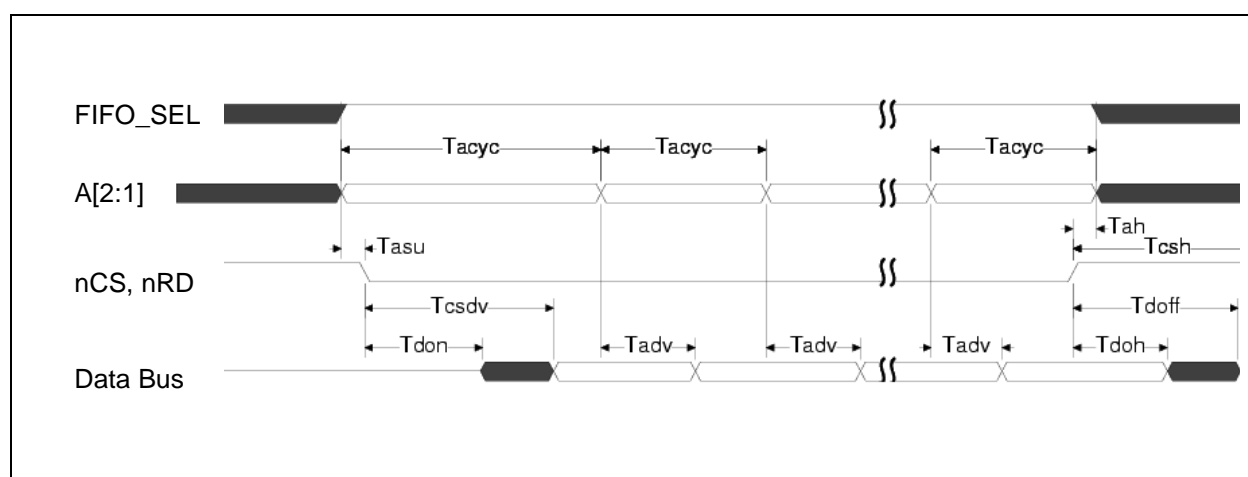 FIFO_SEL
Tacyc Tacyc Tacyc
A[2:1]
Tasu Tah
Tcsh
nCS, nRD
Tcsdv Tdoff
Tdon Tadv Tadv Tadv Tdoh
Data Bus